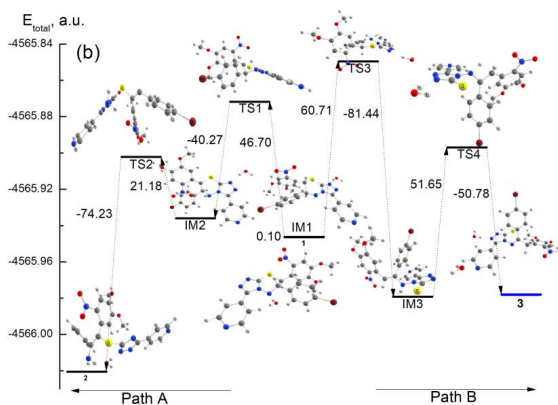 E_total, a.u.
(b)
-4565.84
-4565.88
-4565.92
-4565.96
-4566.00
TS3
TS1
60.71
-81.44
-40.27
46.70
TS4
TS2
21.18
51.65
-50.78
-74.23
IM2
0.10
IM1
1
IM3
3
2
Path A
Path B